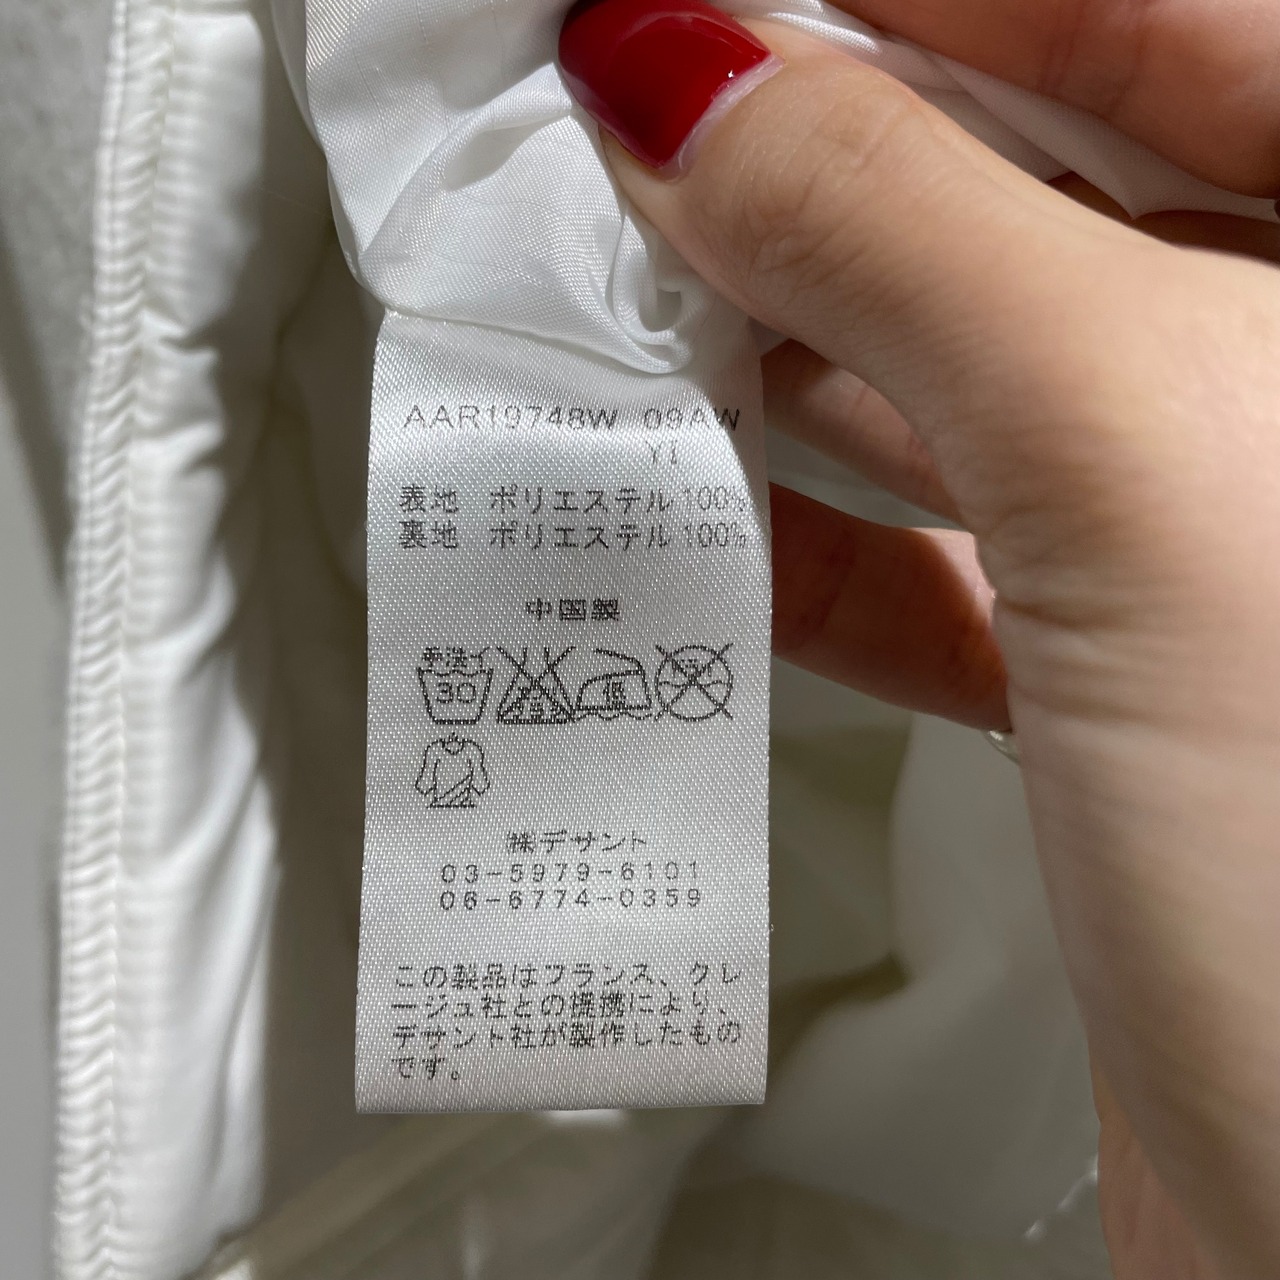 AAR19748W 09AW
YI
表地 ポリエステル 100%
裏地 ポリエステル 100%
中国製
手洗イ
30
低
㈱デサント
03-5979-6101
06-6774-0359
この製品はフランス、クレ
ージュ社との提携により、
デサント社が製作したもの
です。